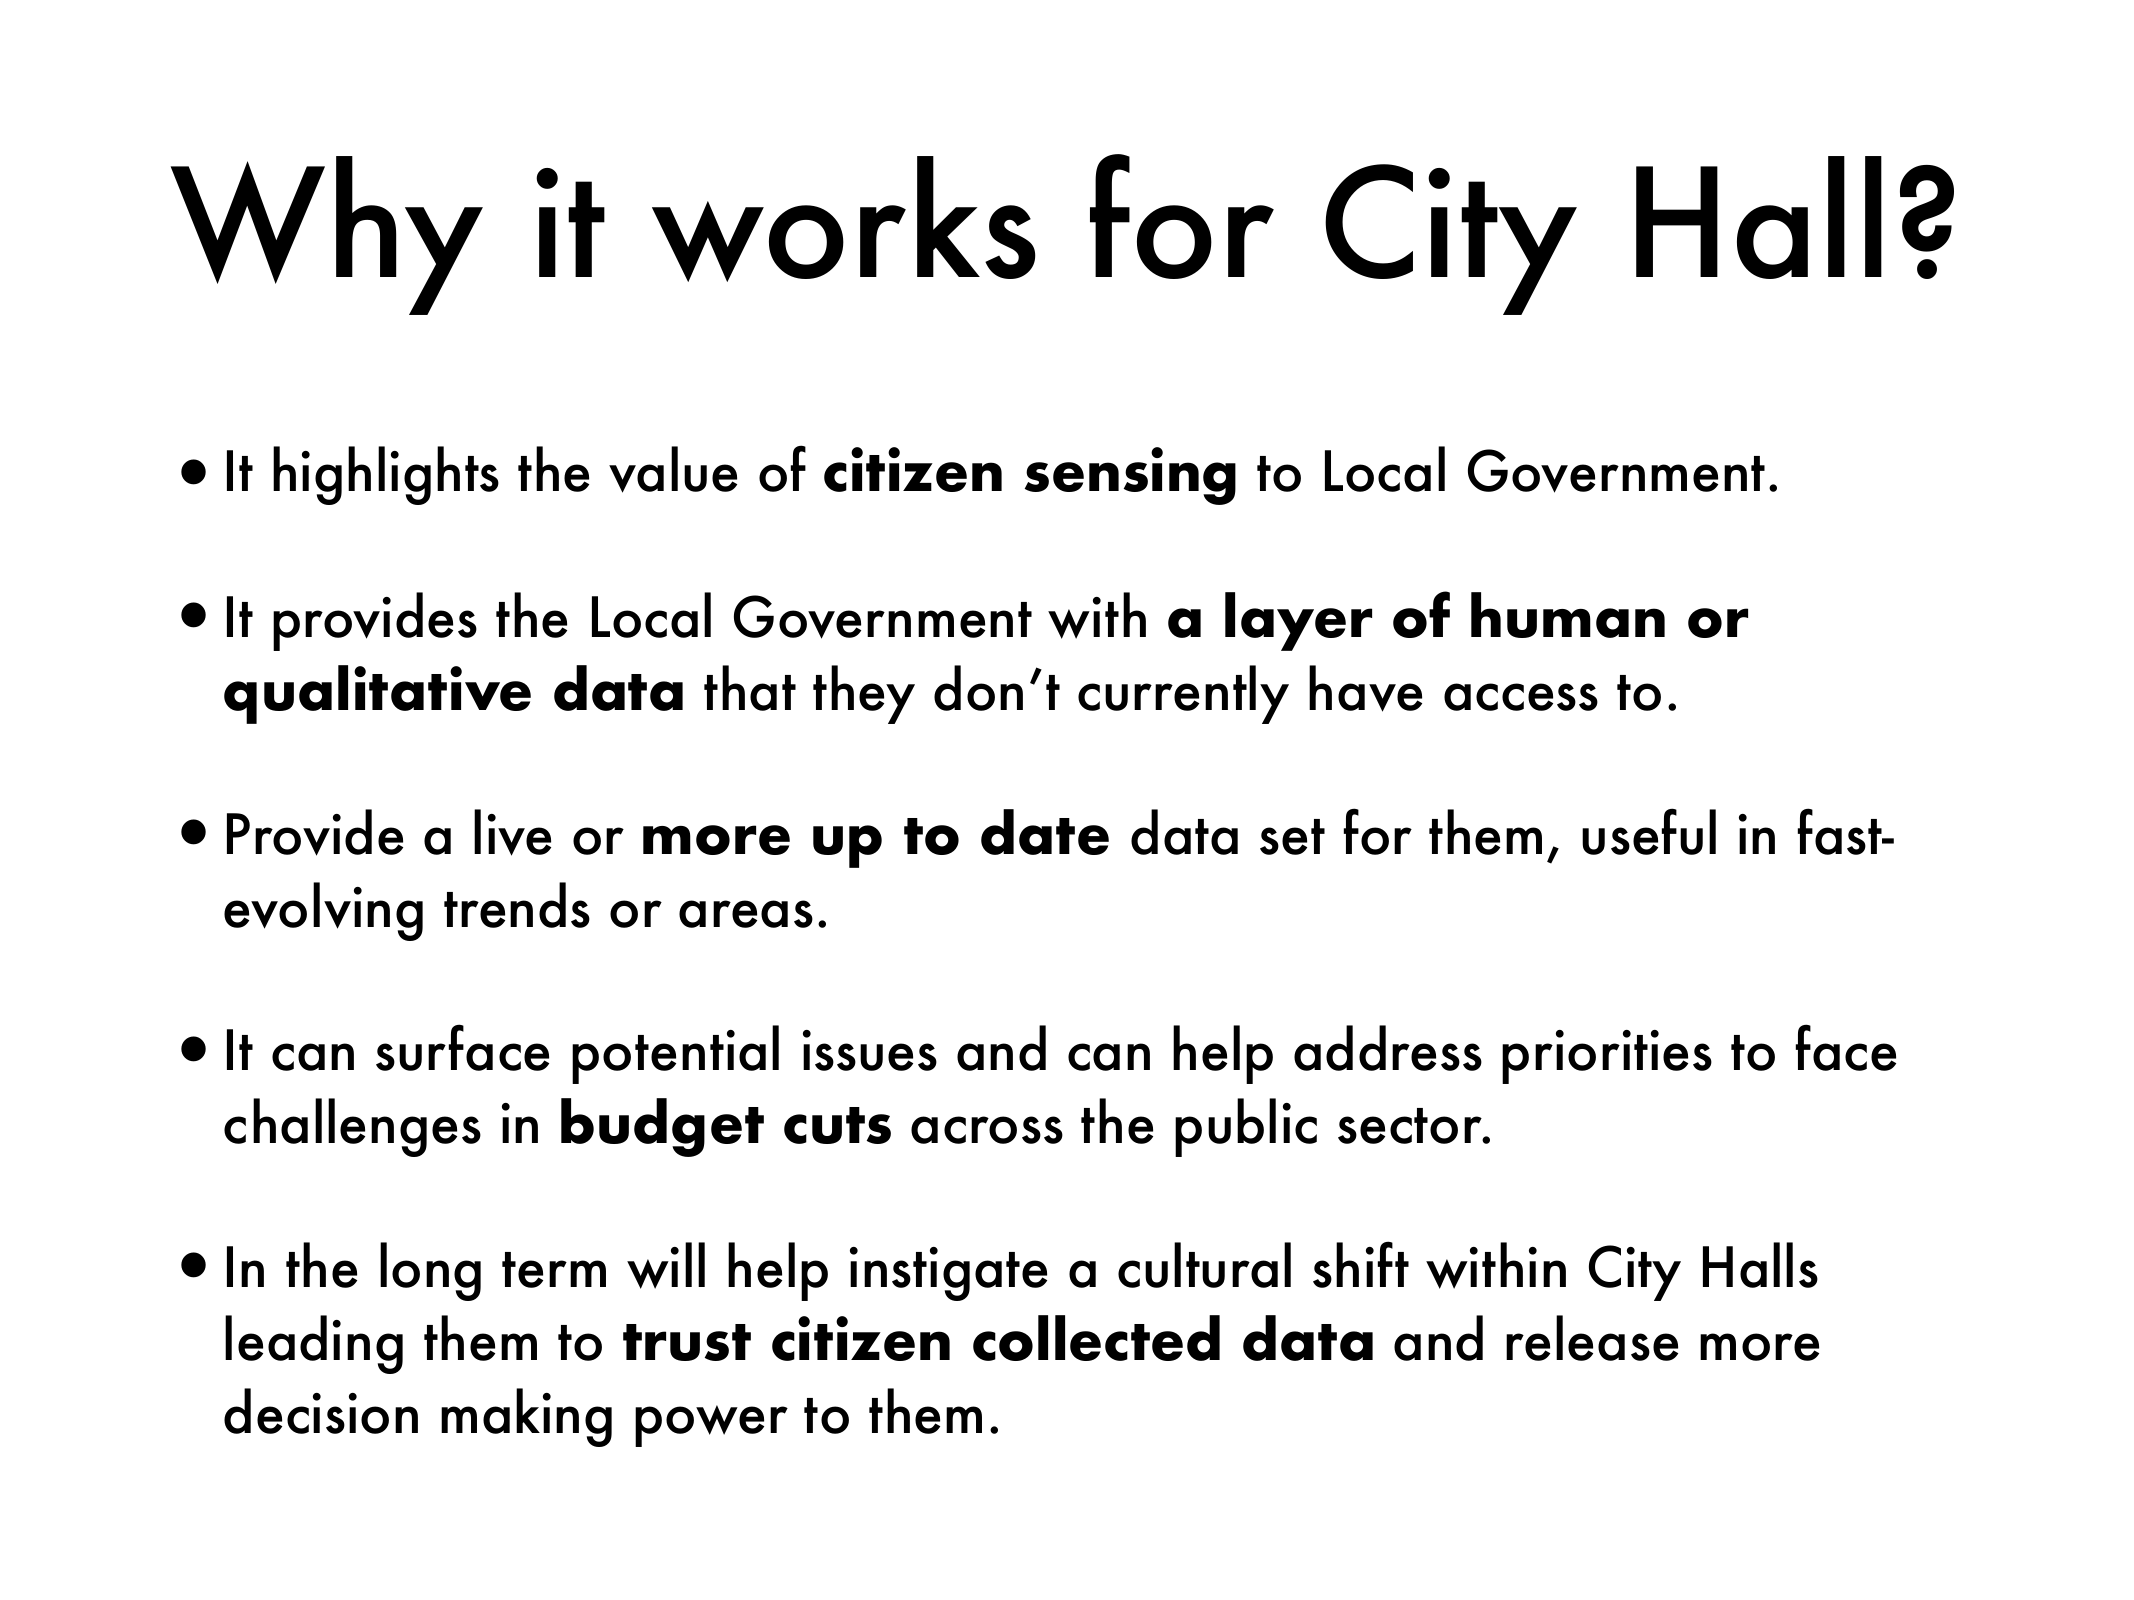 Why it works for City Hall?
• It highlights the value of citizen sensing to Local Government.
• It provides the Local Government with a layer of human or
qualitative data that they don’t currently have access to.
• Provide a live or more up to date data set for them, useful in fast-
evolving trends or areas.
• It can surface potential issues and can help address priorities to face
challenges in budget cuts across the public sector.
• In the long term will help instigate a cultural shift within City Halls
leading them to trust citizen collected data and release more
decision making power to them.